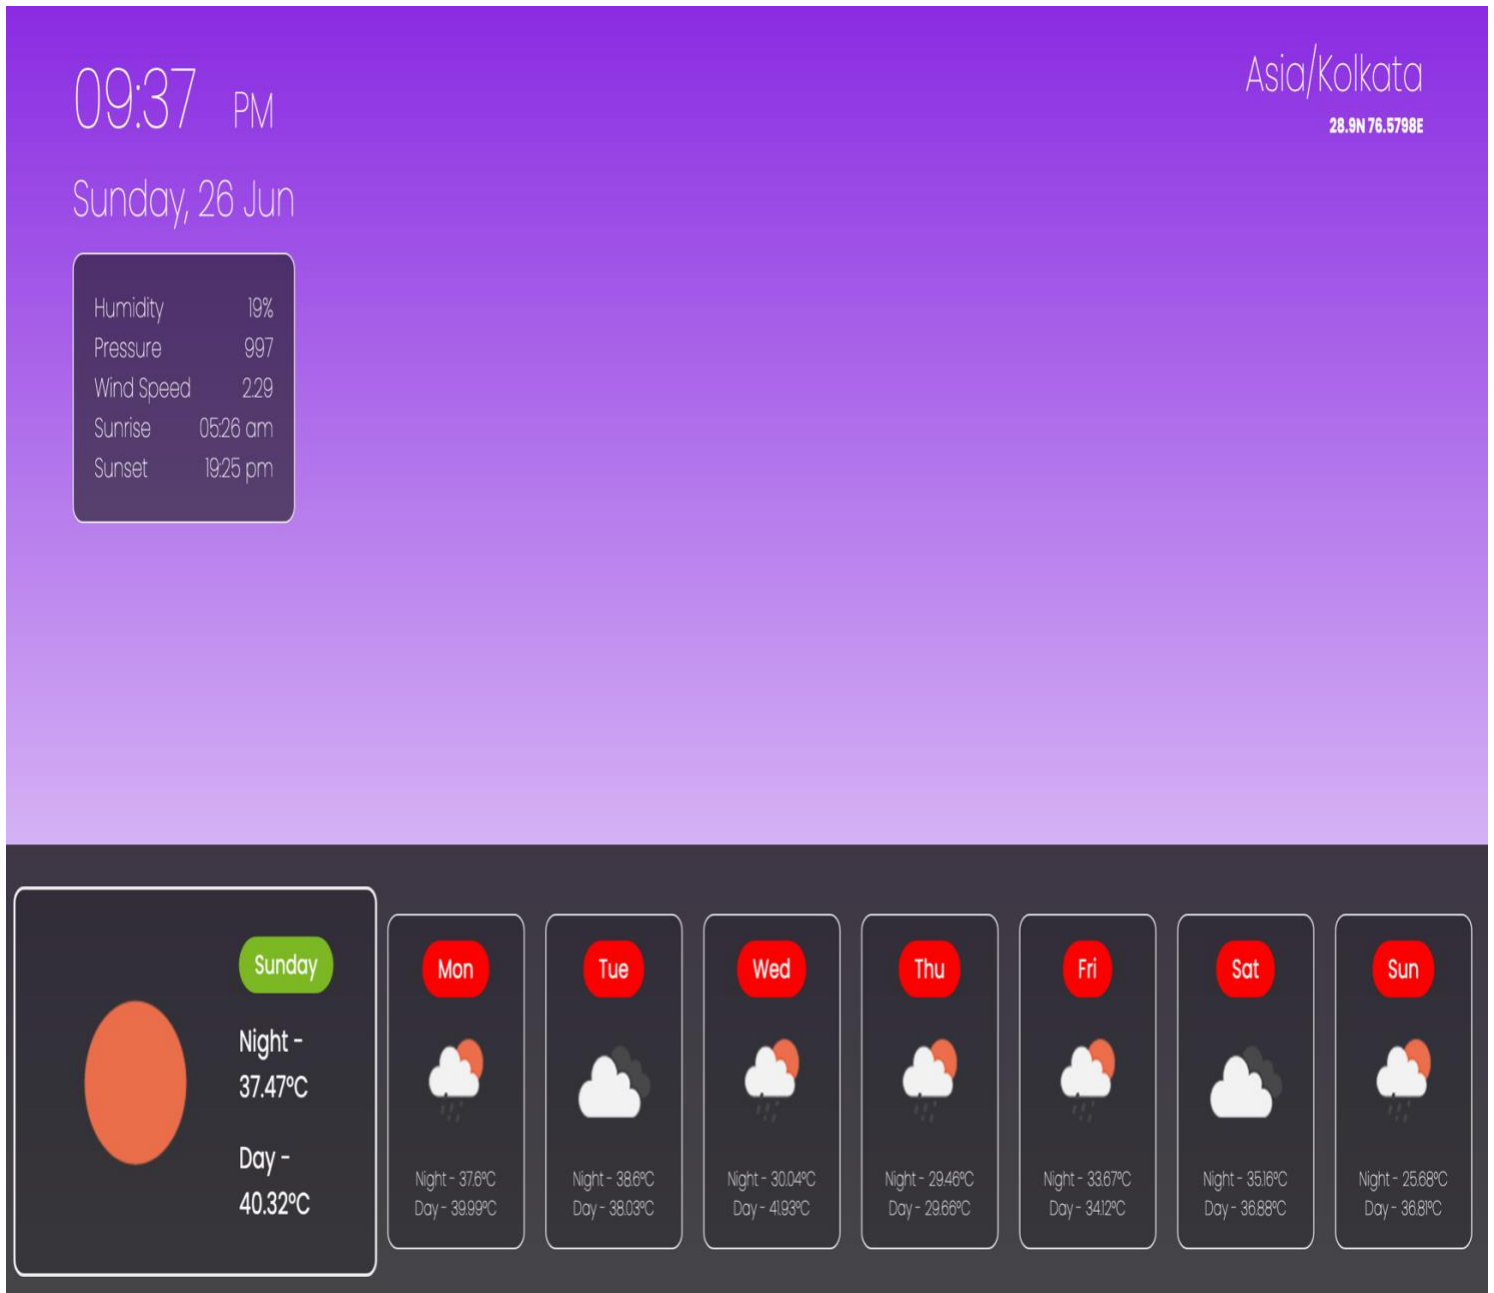 09:37 PM
Asia/Kolkata
28.9N 76.5798E
Sunday, 26 Jun
Humidity 19%
Pressure 997
Wind Speed 2.29
Sunrise 05:26 am
Sunset 19:25 pm
Sunday
Night -
37.47°C
Day -
40.32°C
Mon
Night - 37.6°C
Day - 39.99°C
Tue
Night - 38.6°C
Day - 38.03°C
Wed
Night - 30.04°C
Day - 41.93°C
Thu
Night - 29.46°C
Day - 29.66°C
Fri
Night - 33.67°C
Day - 34.12°C
Sat
Night - 35.16°C
Day - 36.88°C
Sun
Night - 25.68°C
Day - 36.81°C